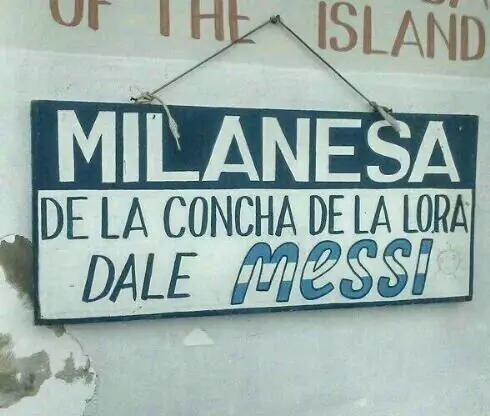 OF THE ISLAND
MILANESA
DE LA CONCHA DE LA LORA
DALE MESSI